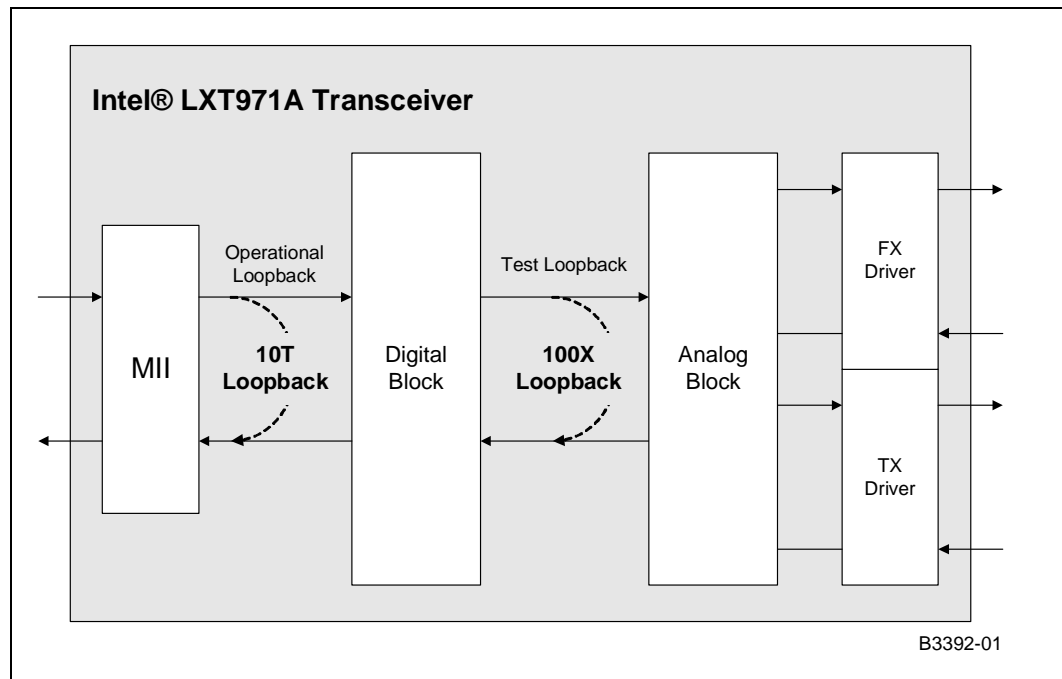 Intel® LXT971A Transceiver
Operational
Loopback
Test Loopback
FX
Driver
MII
10T
Loopback
Digital
Block
100X
Loopback
Analog
Block
TX
Driver
B3392-01